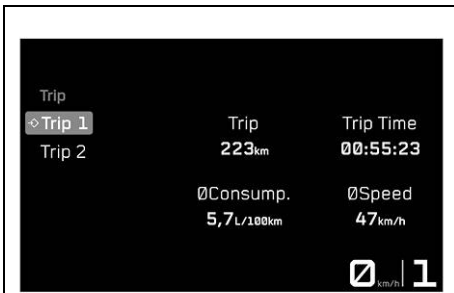 Trip
Trip 1
Trip 2
Trip
223km
Trip Time
00:55:23
ØConsump.
5,7L/100km
ØSpeed
47km/h
0 km/h 1